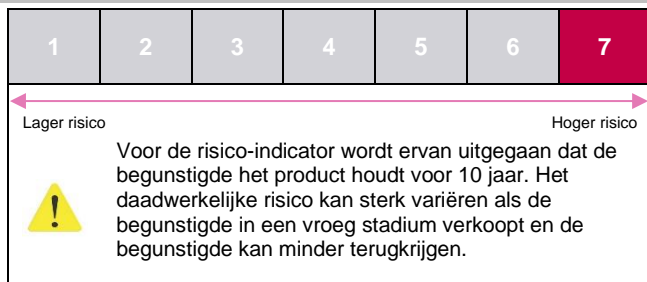 1 2 3 4 5 6 7
Lager risico Hoger risico
Voor de risico-indicator wordt ervan uitgegaan dat de
begunstigde het product houdt voor 10 jaar. Het
daadwerkelijke risico kan sterk variëren als de
begunstigde in een vroeg stadium verkoopt en de
begunstigde kan minder terugkrijgen.